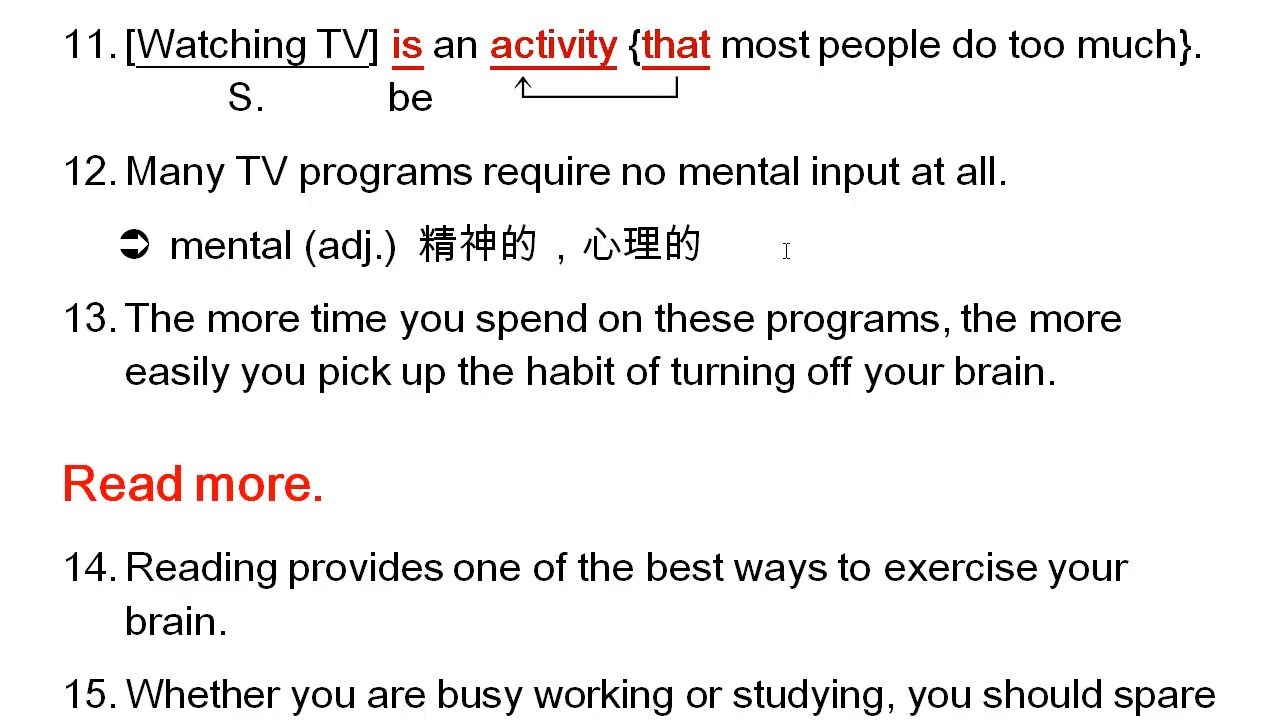 11. [Watching TV] is an activity {that most people do too much}.
S. be
12. Many TV programs require no mental input at all.
➲ mental (adj.) 精神的，心理的
13. The more time you spend on these programs, the more
easily you pick up the habit of turning off your brain.
Read more.
14. Reading provides one of the best ways to exercise your
brain.
15. Whether you are busy working or studying, you should spare